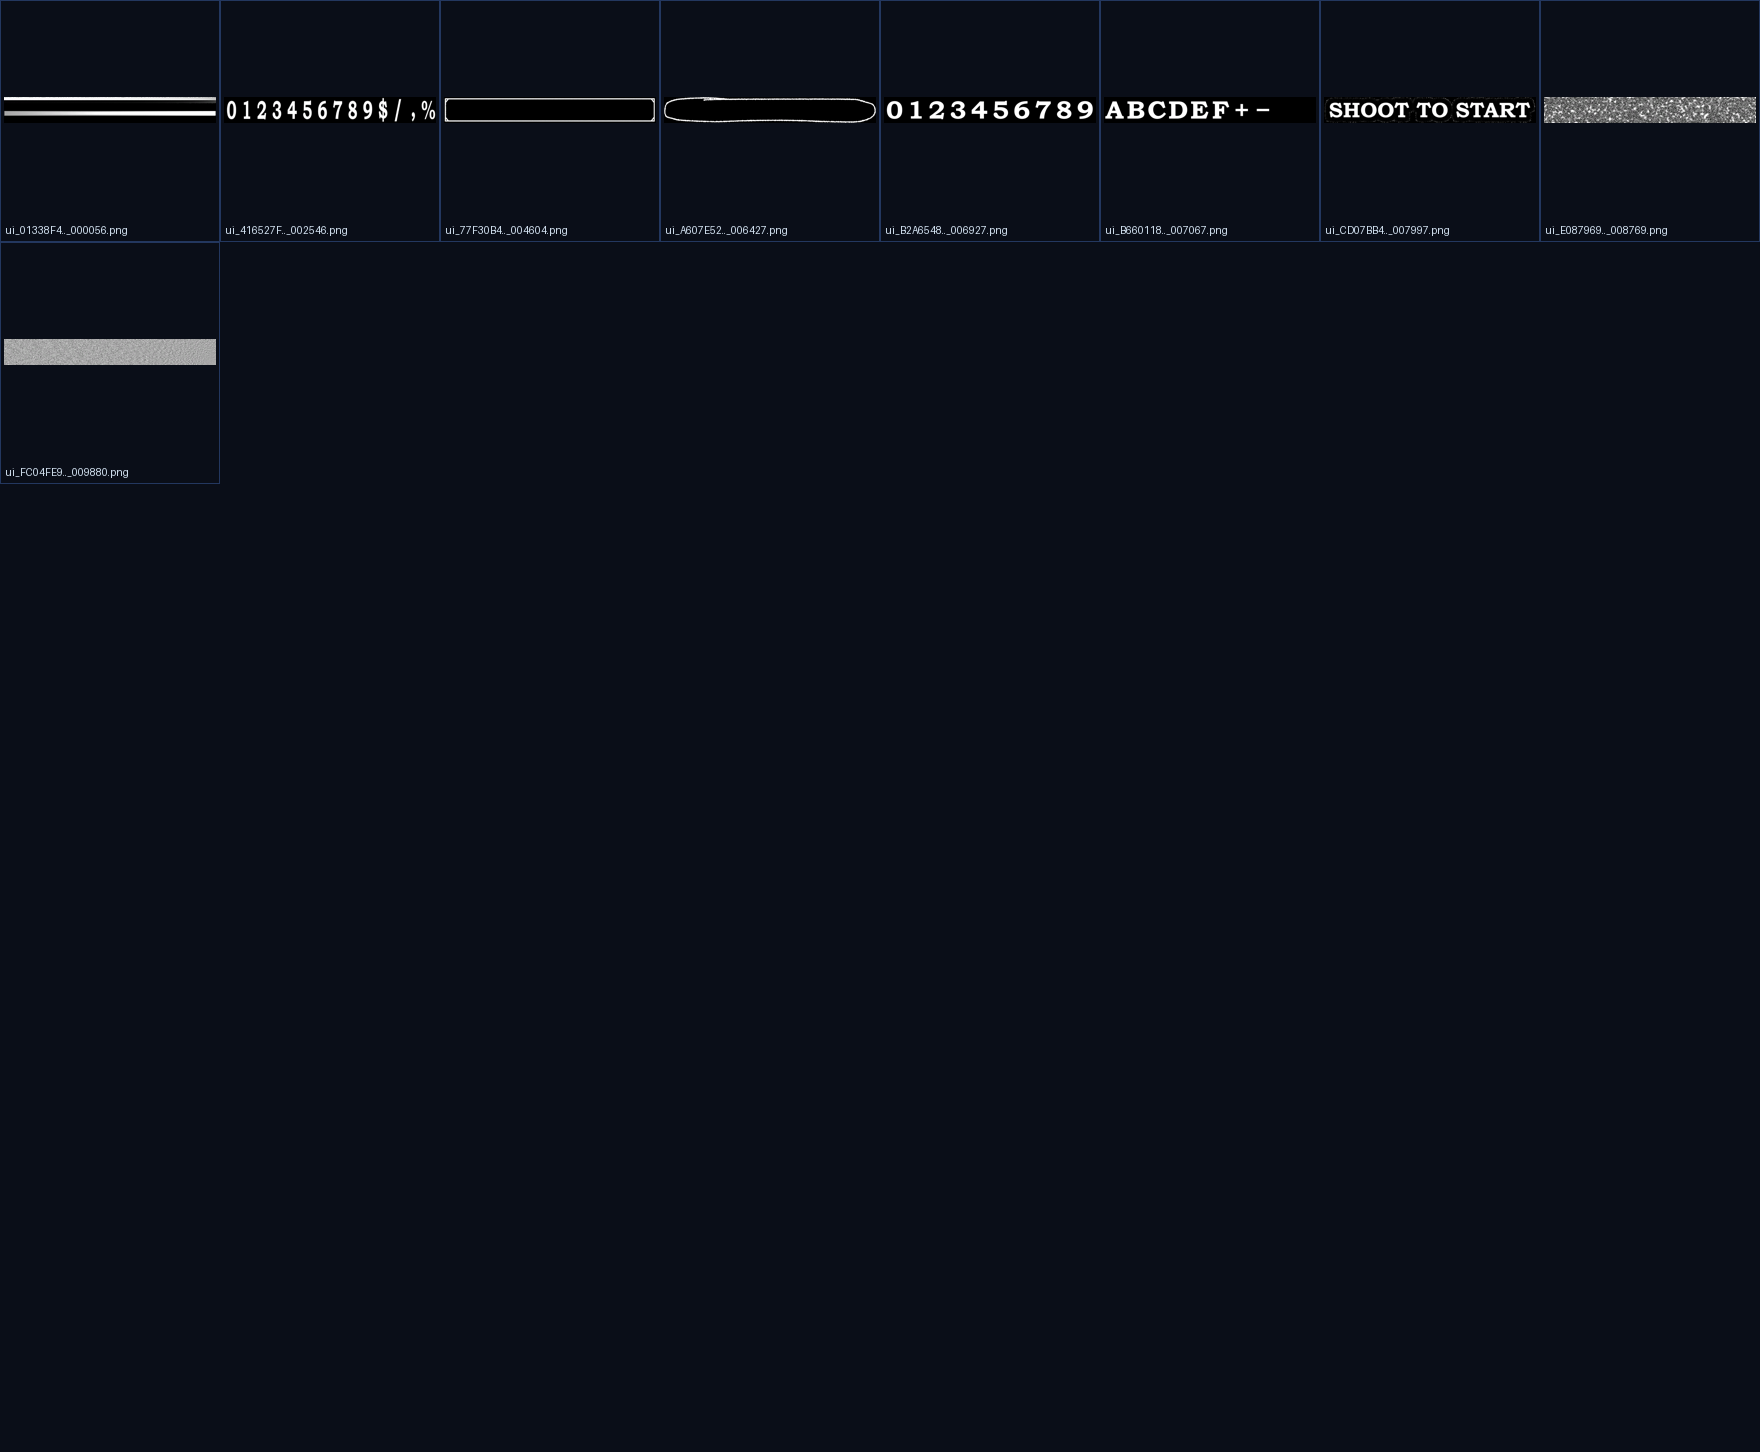 0123456789$/,%
0123456789
ABCDEF+-
SHOOT TO START
ui_01338F4.._000056.png
ui_416527F.._002546.png
ui_77F30B4.._004604.png
ui_A607E52.._006427.png
ui_B2A6548.._006927.png
ui_B660118.._007067.png
ui_CD07BB4.._007997.png
ui_E087969.._008769.png
ui_FC04FE9.._009880.png